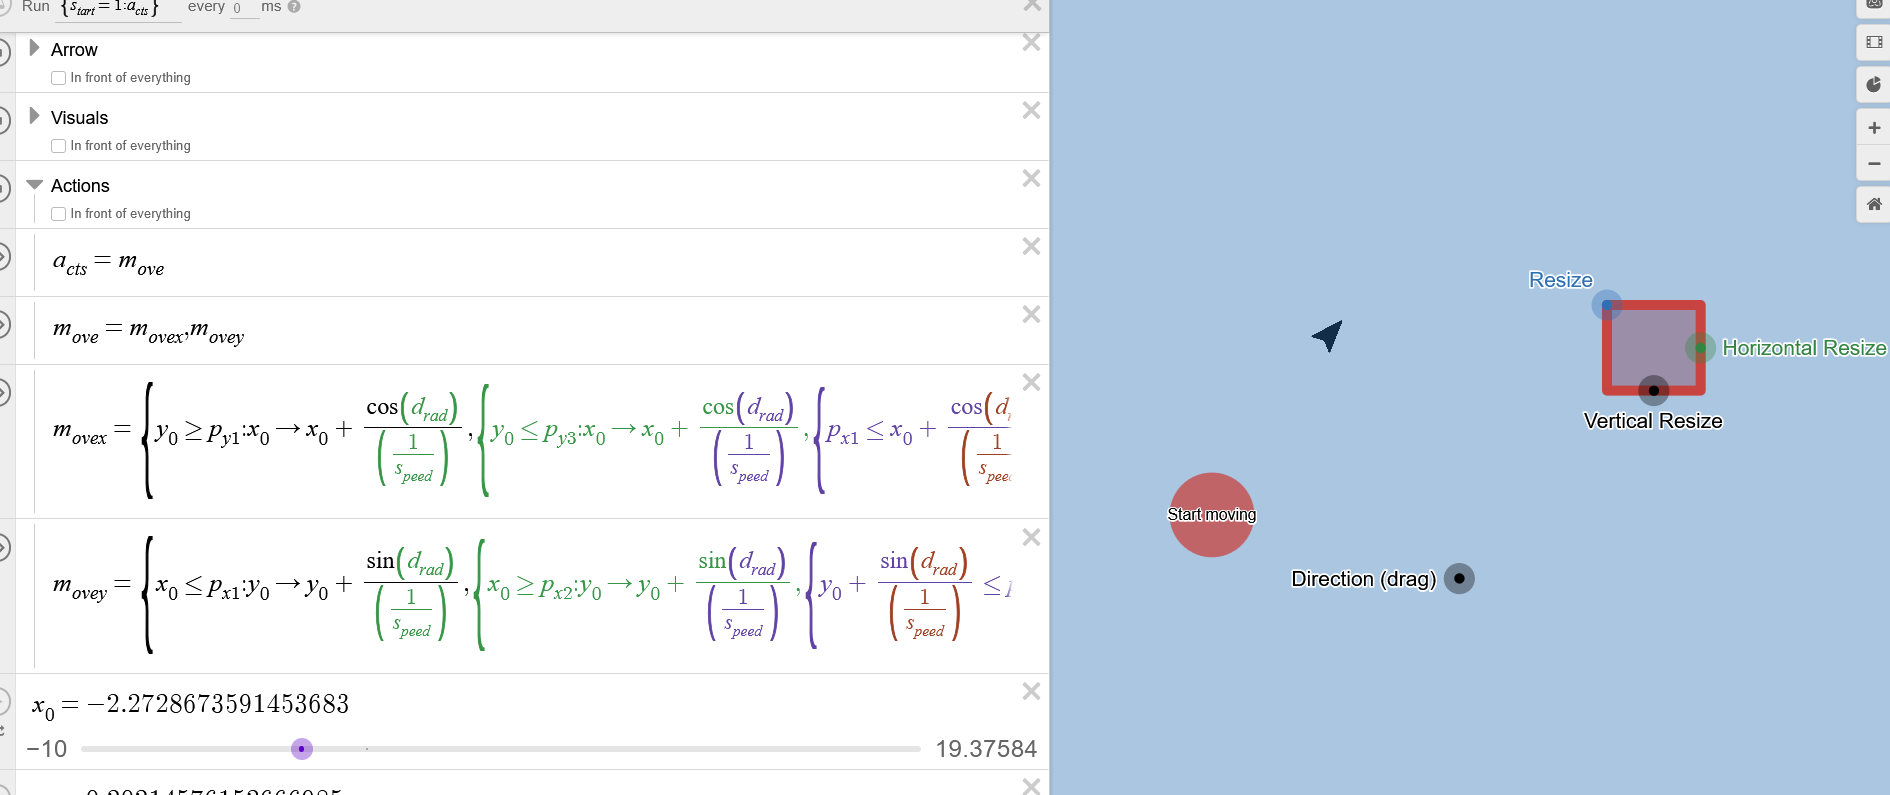 Run {s_tart = 1:a_cts} every 0 ms ?
Arrow
In front of everything
Visuals
In front of everything
Actions
In front of everything
a_cts = m_ove
m_ove = m_ovex,m_ovey
m_ovex = {y_0 ≥ p_y1:x_0 → x_0 + cos(d_rad)/(1/s_peed),{y_0 ≤ p_y3:x_0 → x_0 + cos(d_rad)/(1/s_peed),{p_x1 ≤ x_0 + cos(d
m_ovey = {x_0 ≤ p_x1:y_0 → y_0 + sin(d_rad)/(1/s_peed),{x_0 ≥ p_x2:y_0 → y_0 + sin(d_rad)/(1/s_peed),{y_0 + sin(d_rad)/(1/s_peed) ≤
x_0 = −2.2728673591453683
−10
19.37584
Resize
Horizontal Resize
Vertical Resize
Start moving
Direction (drag)